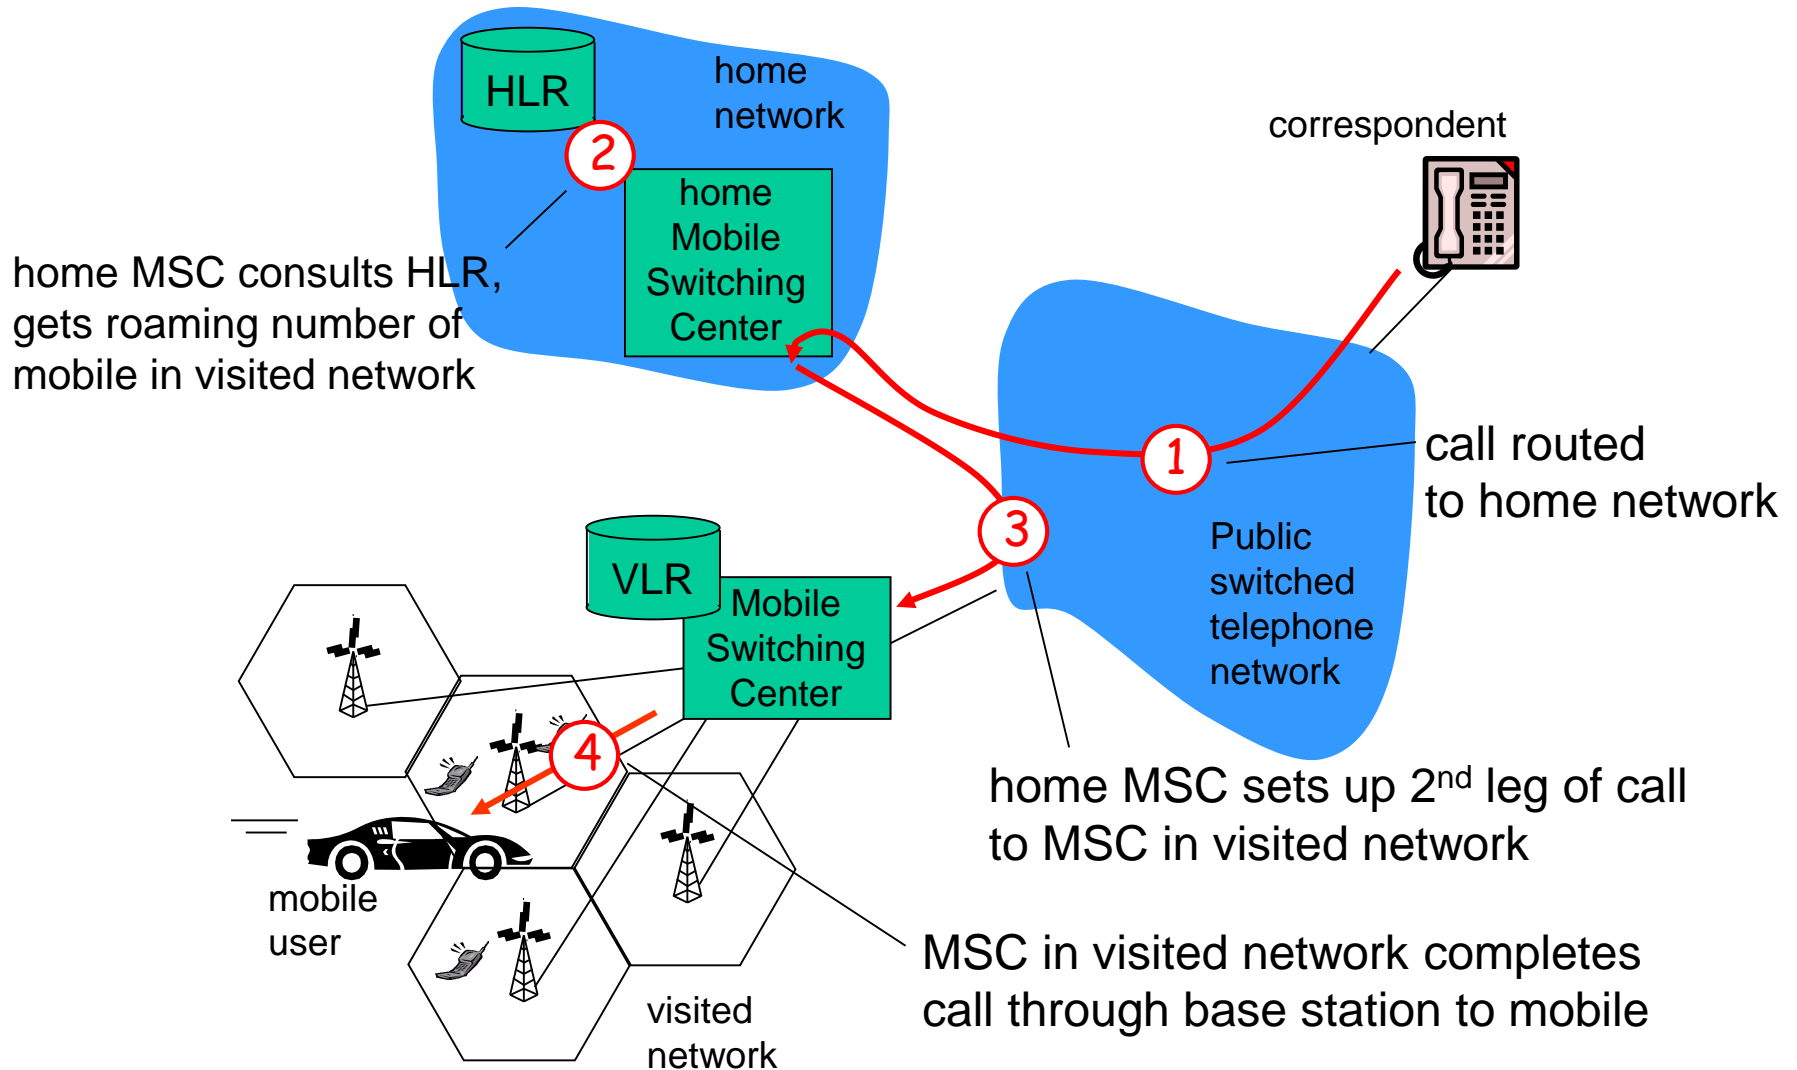 HLR
home
network
2
correspondent
home
Mobile
Switching
Center
home MSC consults HLR,
gets roaming number of
mobile in visited network
1
call routed
to home network
3
Public
switched
telephone
network
VLR
Mobile
Switching
Center
4
home MSC sets up 2nd leg of call
to MSC in visited network
mobile
user
MSC in visited network completes
call through base station to mobile
visited
network